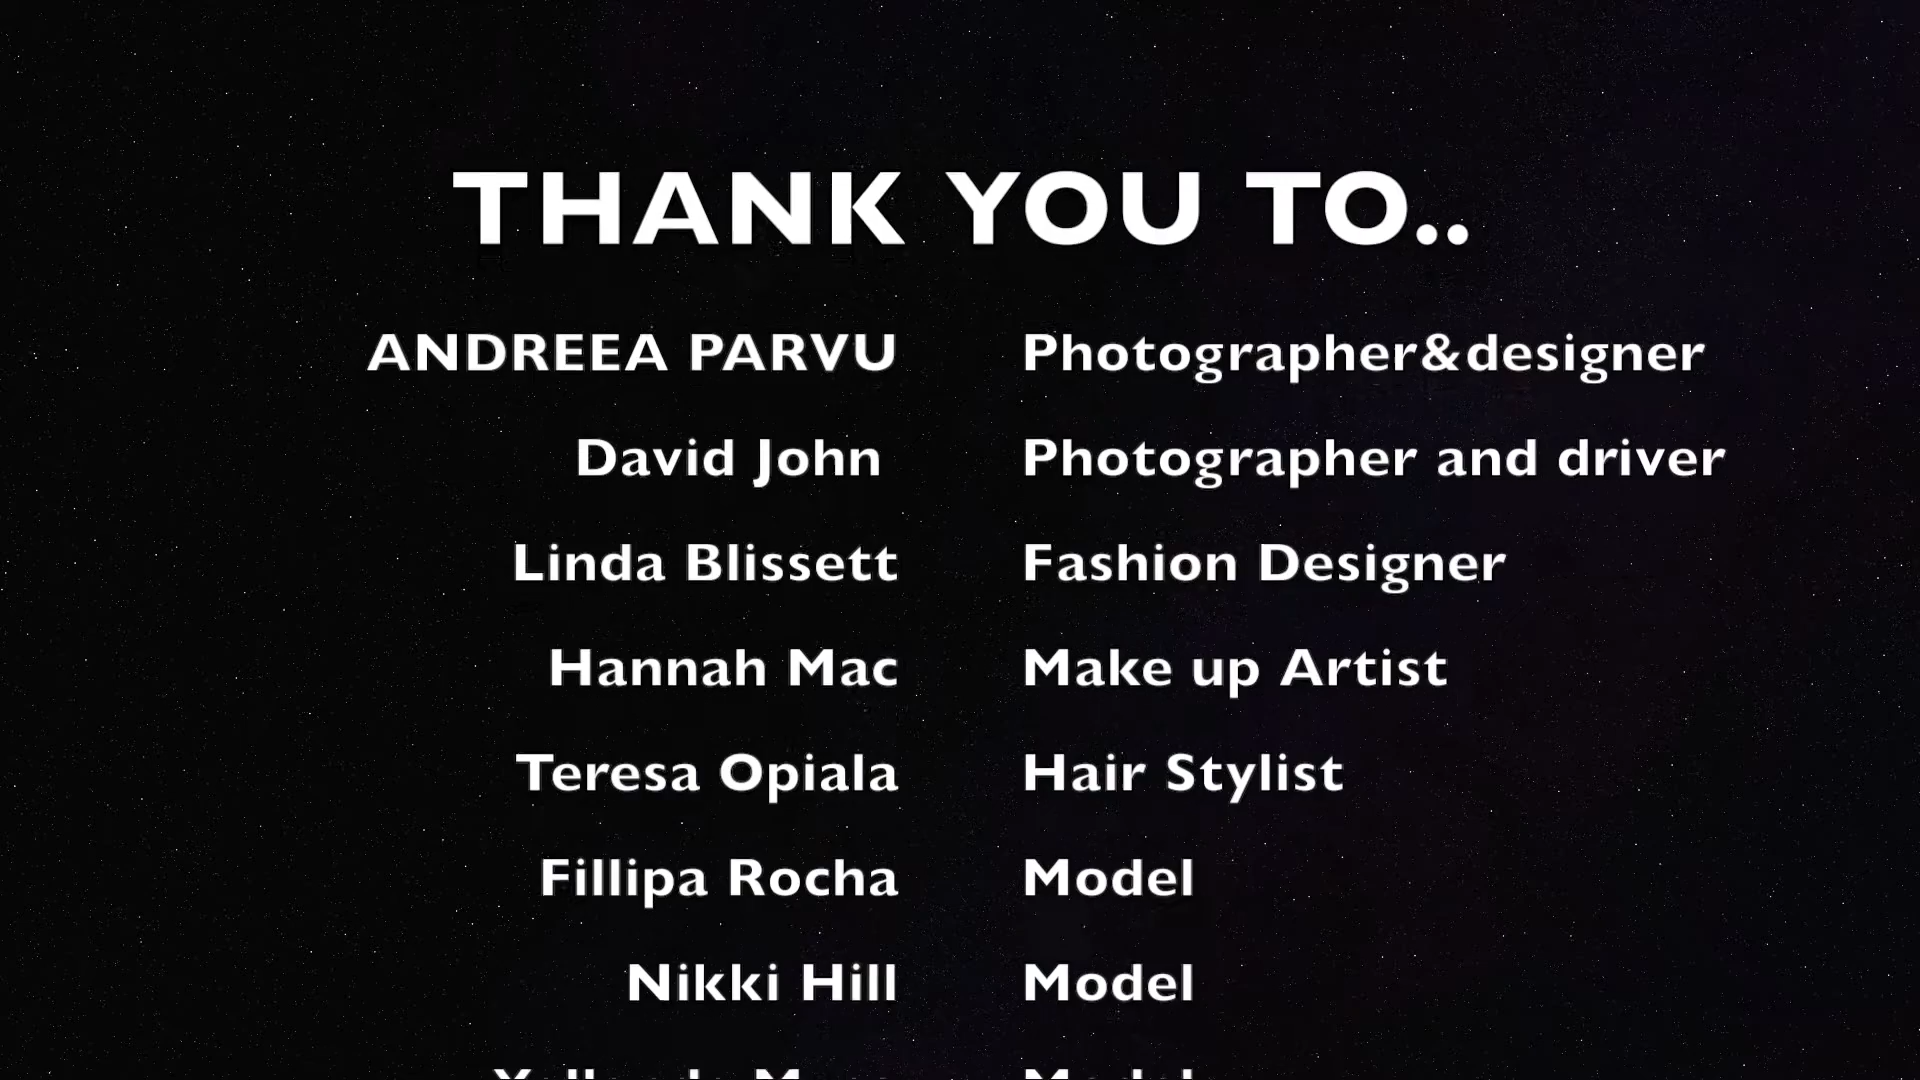 THANK YOU TO..
ANDREEA PARVU Photographer&designer
David John Photographer and driver
Linda Blissett Fashion Designer
Hannah Mac Make up Artist
Teresa Opiala Hair Stylist
Fillipa Rocha Model
Nikki Hill Model
Model